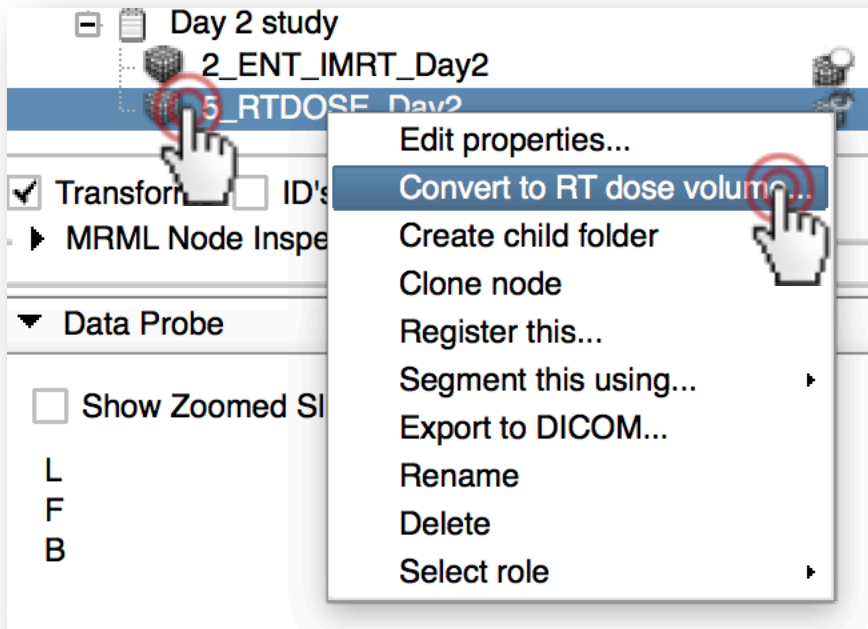 Day 2 study
2_ENT_IMRT_Day2
5_RTDOSE_Day2
Edit properties...
Convert to RT dose volume...
Create child folder
Clone node
Register this...
Segment this using...
Export to DICOM...
Rename
Delete
Select role
Transform
ID's
MRML Node Inspe
Data Probe
Show Zoomed Sl
L
F
B